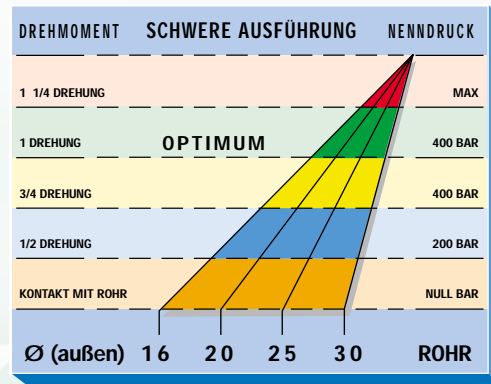 DREHMOMENT SCHWERE AUSFÜHRUNG NENNDRUCK
1 1/4 DREHUNG MAX
1 DREHUNG OPTIMUM 400 BAR
3/4 DREHUNG 400 BAR
1/2 DREHUNG 200 BAR
KONTAKT MIT ROHR NULL BAR
Ø (außen) 16 20 25 30 ROHR